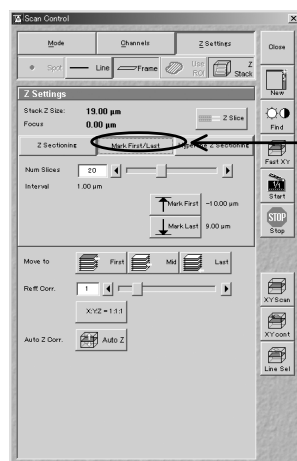 Scan Control
Mode Channels Z Settings Close
Spot Line Frame Use ROI Z Stack
New
Z Settings
Stack Z Size: 19.00 µm
Focus 0.00 µm
Z Slice
Find
Z Sectioning Mark First/Last Z Sectioning
Fast XY
Num Slices 20
Interval 1.00 µm
Start
Mark First -10.00 µm
Mark Last 9.00 µm
STOP
Stop
Move to First Mid Last
Reff Corr. 1
XYScan
X:Y:Z = 1:1:1
XYcont
Auto Z Corr. Auto Z
Line Sel